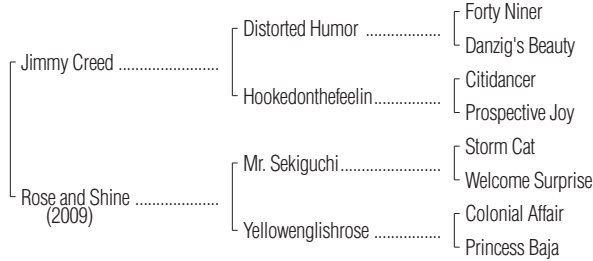 Forty Niner
Distorted Humor ..................
Danzig's Beauty
Jimmy Creed ........................
Citidancer
Hookedonthefeelin................
Prospective Joy
Storm Cat
Mr. Sekiguchi........................
Welcome Surprise
Rose and Shine ....................
(2009)
Colonial Affair
Yellowenglishrose ................
Princess Baja